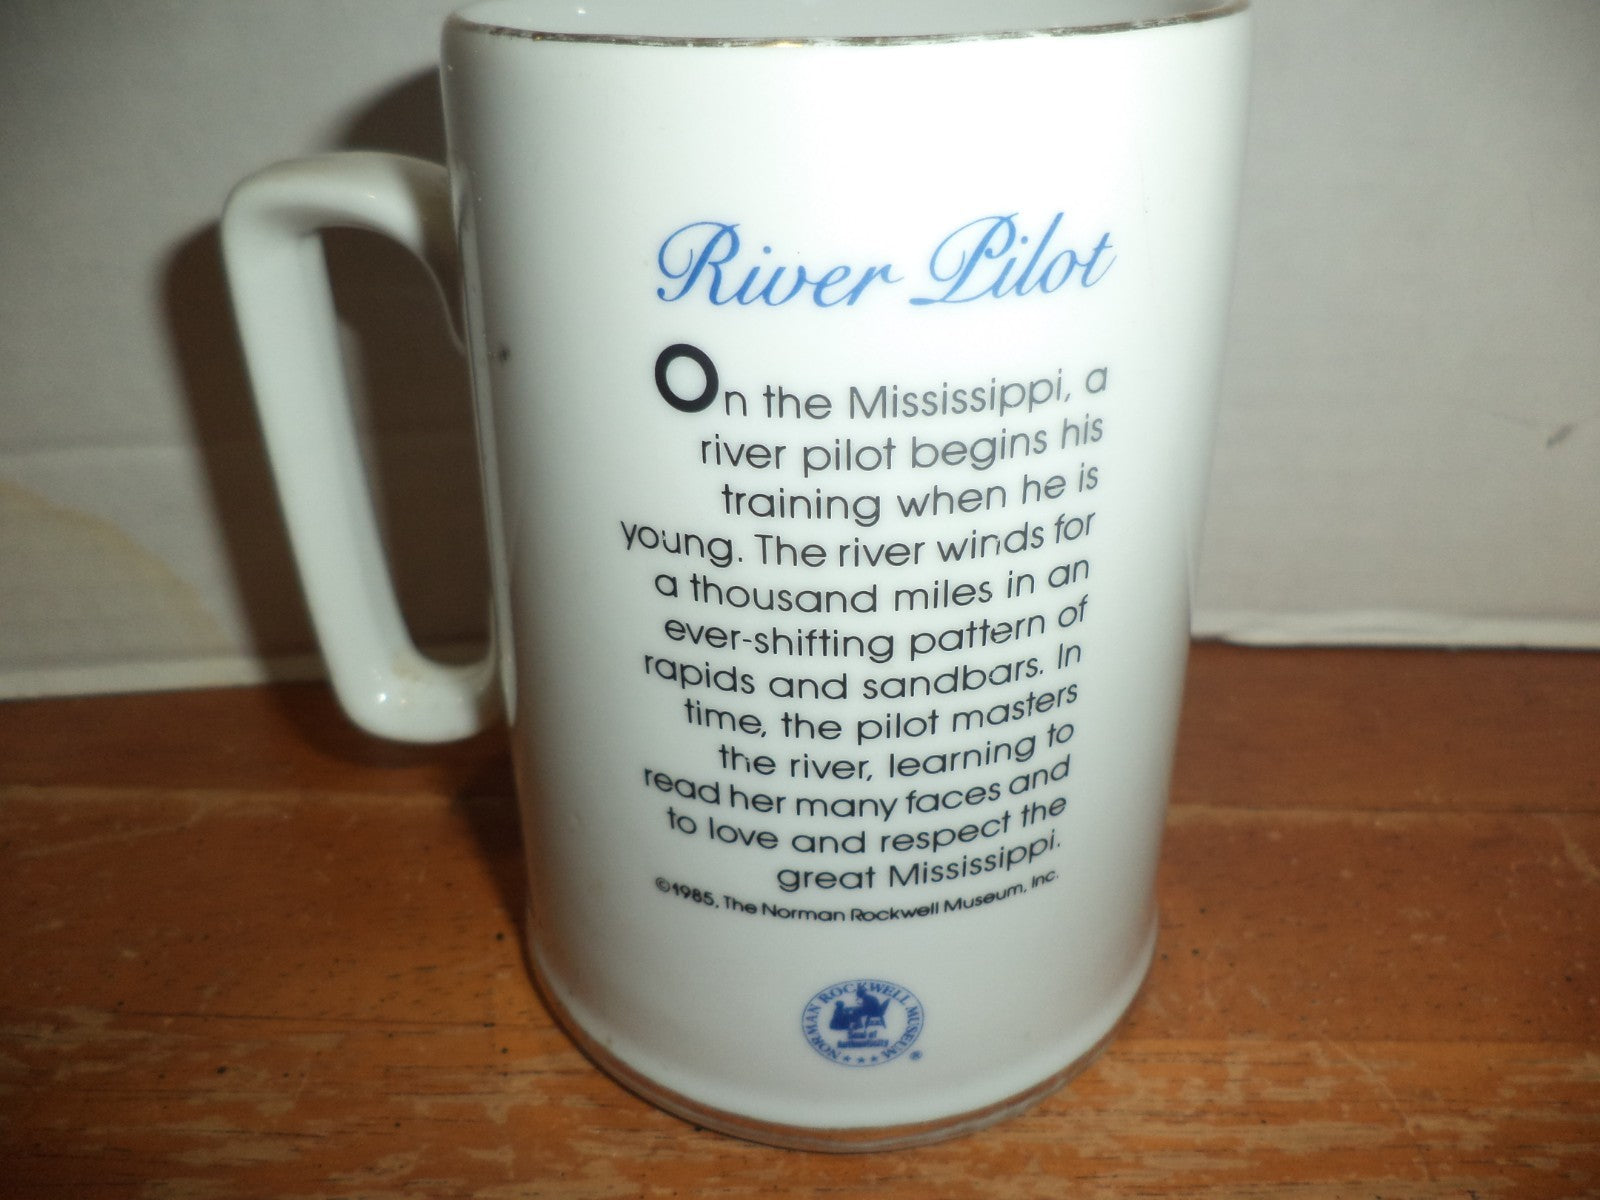 River Pilot
On the Mississippi, a
river pilot begins his
training when he is
young. The river winds for
a thousand miles in an
ever-shifting pattern of
rapids and sandbars. In
time, the pilot masters
the river, learning to
read her many faces and
to love and respect the
great Mississippi.
©1985, The Norman Rockwell Museum, Inc.
NORMAN ROCKWELL MUSEUM
Seal of
Authenticity
®